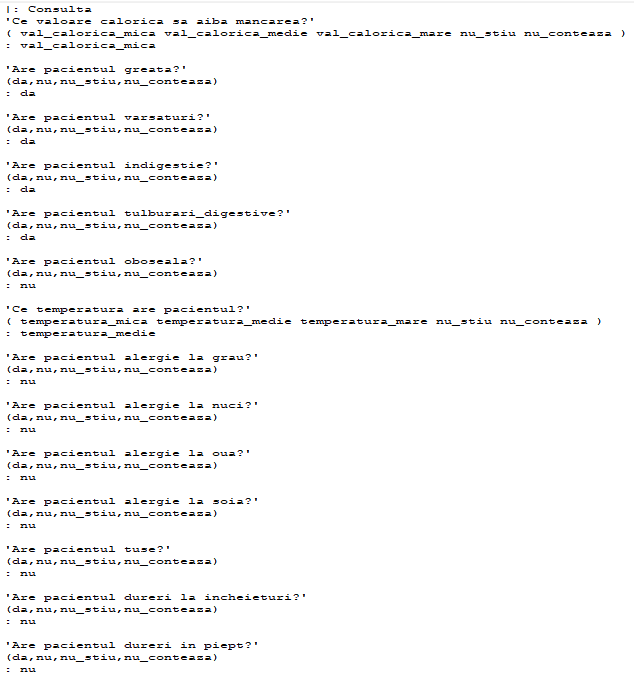 |: Consulta
'Ce valoare calorica sa aiba mancarea?'
( val_calorica_mica val_calorica_medie val_calorica_mare nu_stiu nu_conteaza )
: val_calorica_mica
'Are pacientul greata?'
(da,nu,nu_stiu,nu_conteaza)
: da
'Are pacientul varsaturi?'
(da,nu,nu_stiu,nu_conteaza)
: da
'Are pacientul indigestie?'
(da,nu,nu_stiu,nu_conteaza)
: da
'Are pacientul tulburari_digestive?'
(da,nu,nu_stiu,nu_conteaza)
: da
'Are pacientul oboseala?'
(da,nu,nu_stiu,nu_conteaza)
: nu
'Ce temperatura are pacientul?'
( temperatura_mica temperatura_medie temperatura_mare nu_stiu nu_conteaza )
: temperatura_medie
'Are pacientul alergie la grau?'
(da,nu,nu_stiu,nu_conteaza)
: nu
'Are pacientul alergie la nuci?'
(da,nu,nu_stiu,nu_conteaza)
: nu
'Are pacientul alergie la oua?'
(da,nu,nu_stiu,nu_conteaza)
: nu
'Are pacientul alergie la soia?'
(da,nu,nu_stiu,nu_conteaza)
: nu
'Are pacientul tuse?'
(da,nu,nu_stiu,nu_conteaza)
: nu
'Are pacientul dureri la incheieturi?'
(da,nu,nu_stiu,nu_conteaza)
: nu
'Are pacientul dureri in piept?'
(da,nu,nu_stiu,nu_conteaza)
: nu